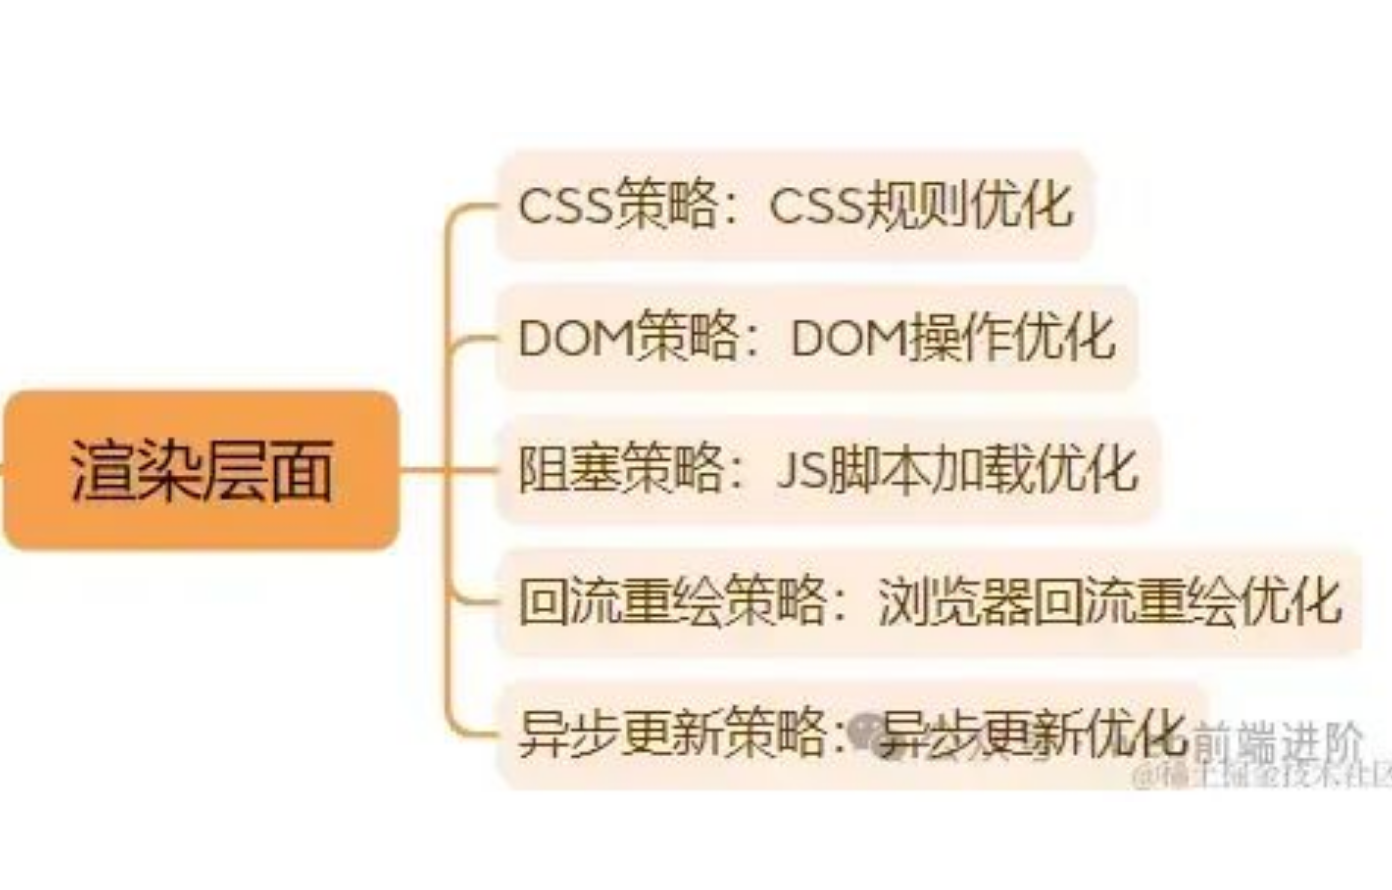 渲染层面
CSS策略：CSS规则优化
DOM策略：DOM操作优化
阻塞策略：JS脚本加载优化
回流重绘策略：浏览器回流重绘优化
异步更新策略：异步更新优化
前端进阶
@稀土掘金技术社区